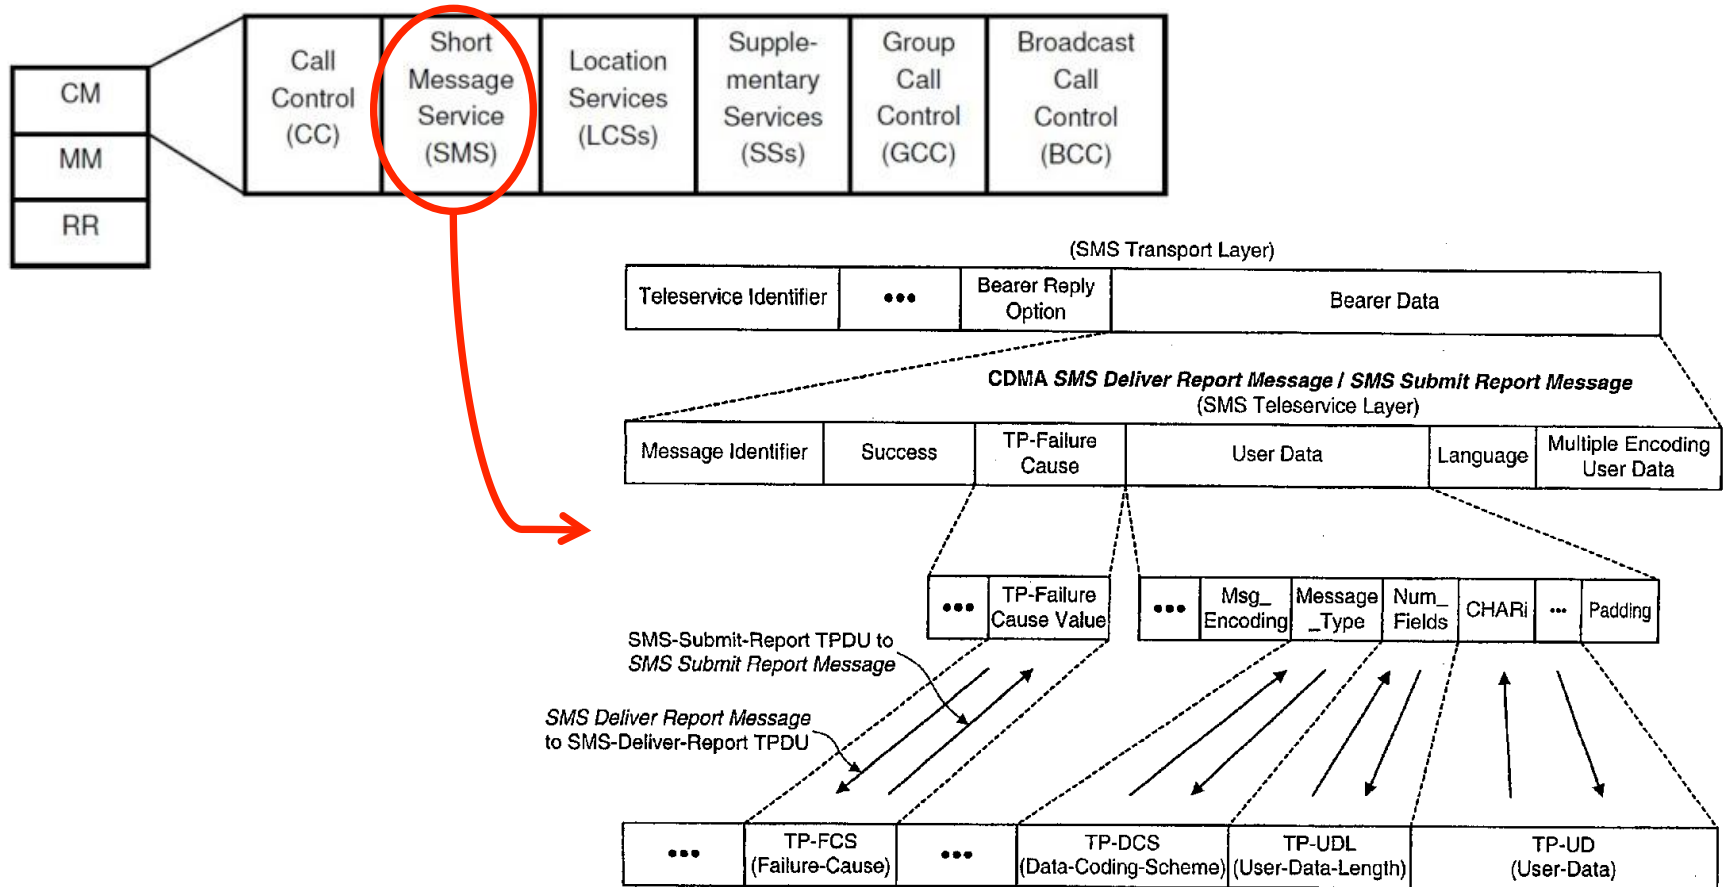 CM
MM
RR
Call
Control
(CC)
Short
Message
Service
(SMS)
Location
Services
(LCSs)
Supple-
mentary
Services
(SSs)
Group
Call
Control
(GCC)
Broadcast
Call
Control
(BCC)
(SMS Transport Layer)
Teleservice Identifier
•••
Bearer Reply
Option
Bearer Data
CDMA SMS Deliver Report Message / SMS Submit Report Message
(SMS Teleservice Layer)
Message Identifier
Success
TP-Failure
Cause
User Data
Language
Multiple Encoding
User Data
•••
TP-Failure
Cause Value
•••
Msg_
Encoding
Message
_Type
Num_
Fields
CHARi
•••
Padding
SMS-Submit-Report TPDU to
SMS Submit Report Message
SMS Deliver Report Message
to SMS-Deliver-Report TPDU
•••
TP-FCS
(Failure-Cause)
•••
TP-DCS
(Data-Coding-Scheme)
TP-UDL
(User-Data-Length)
TP-UD
(User-Data)